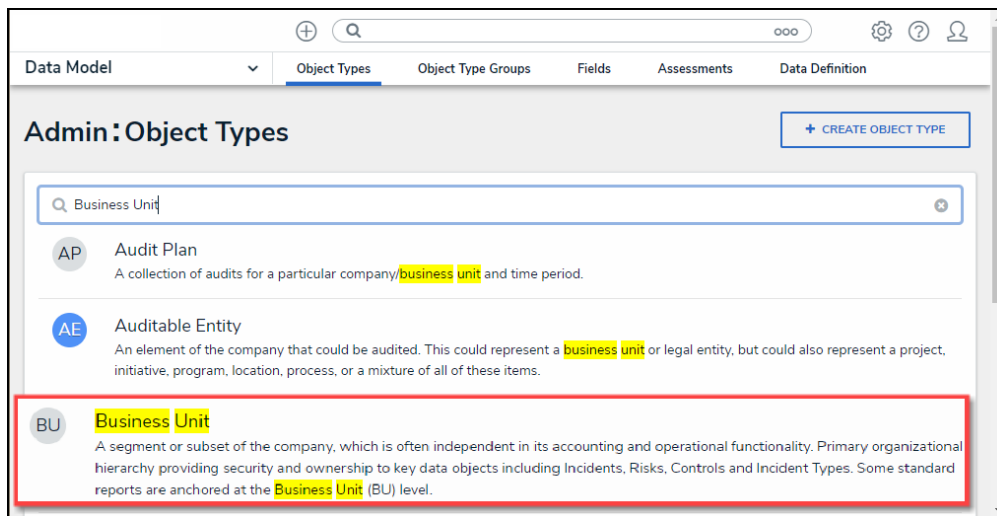 Data Model
Object Types
Object Type Groups
Fields
Assessments
Data Definition
Admin:Object Types
+ CREATE OBJECT TYPE
Business Unit
AP
Audit Plan
A collection of audits for a particular company/business unit and time period.
AE
Auditable Entity
An element of the company that could be audited. This could represent a business unit or legal entity, but could also represent a project,
initiative, program, location, process, or a mixture of all of these items.
BU
Business Unit
A segment or subset of the company, which is often independent in its accounting and operational functionality. Primary organizational
hierarchy providing security and ownership to key data objects including Incidents, Risks, Controls and Incident Types. Some standard
reports are anchored at the Business Unit (BU) level.